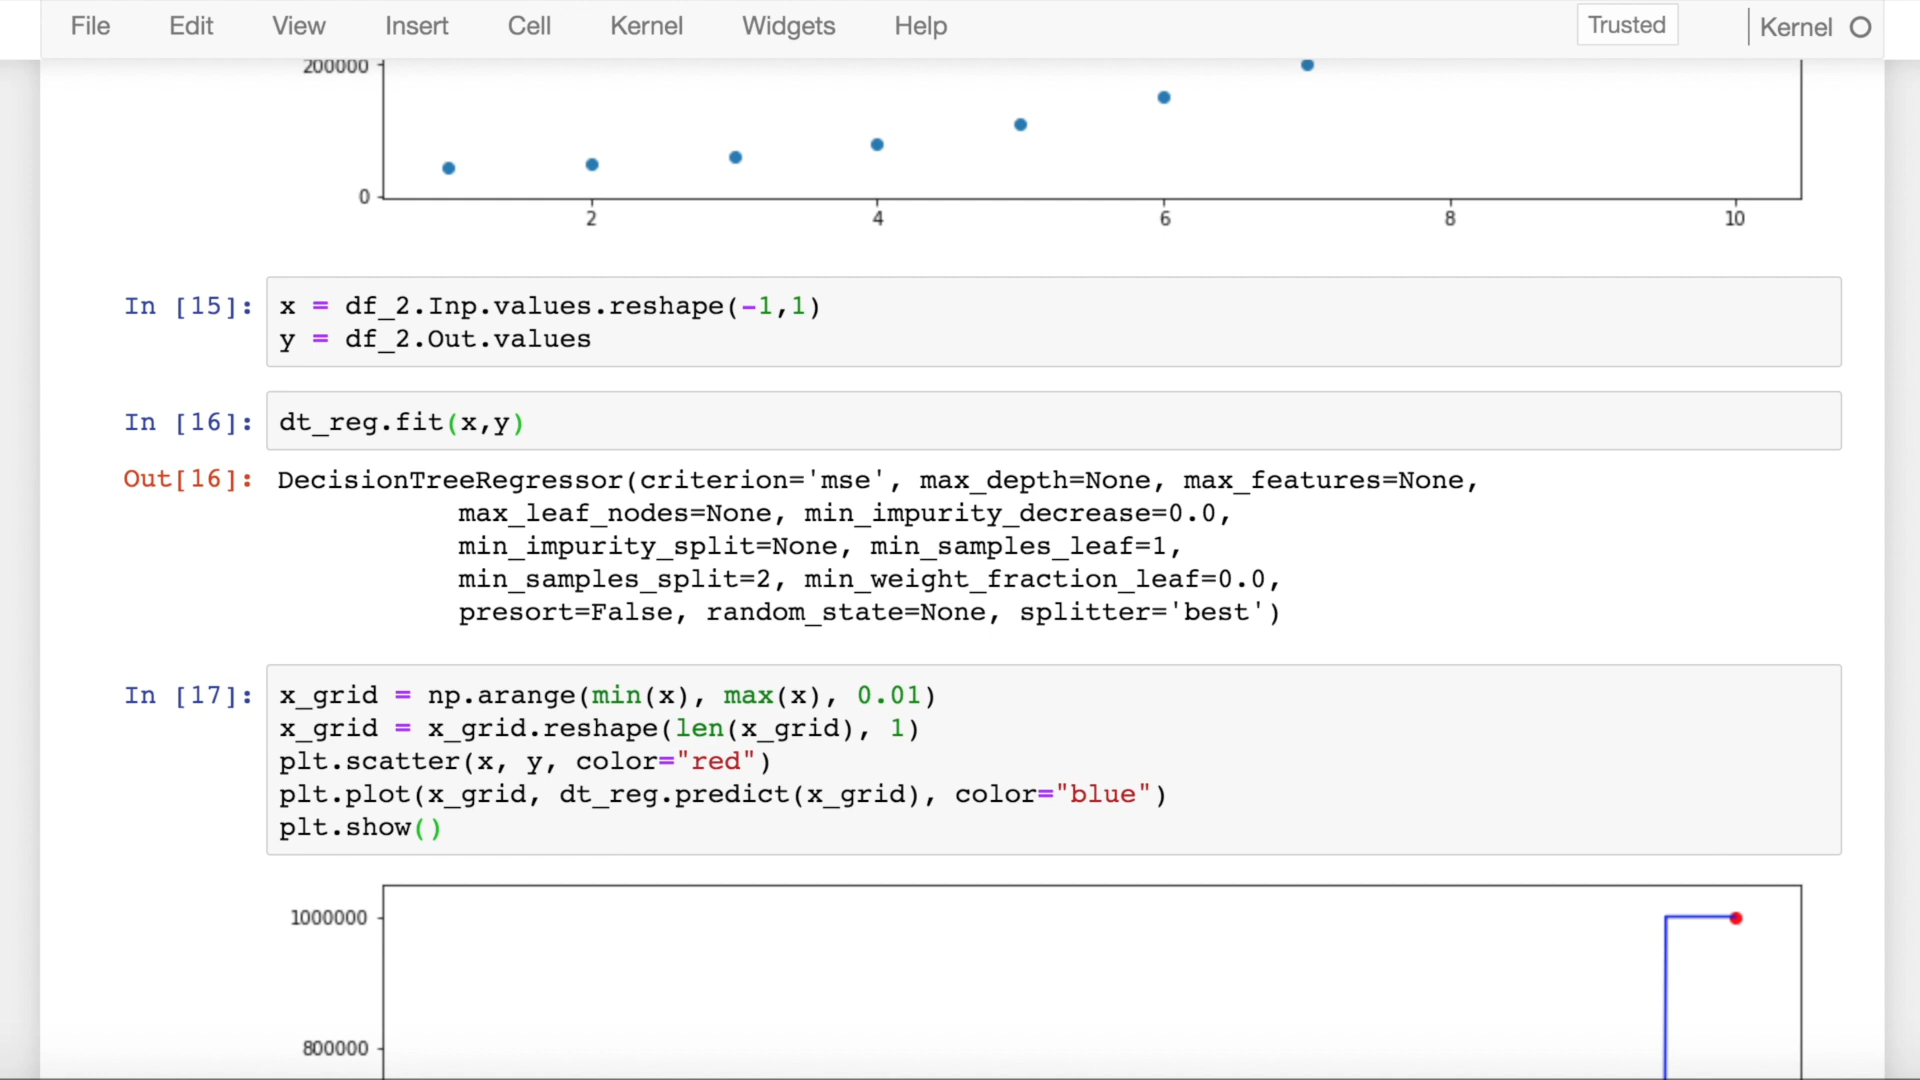 File Edit View Insert Cell Kernel Widgets Help Trusted Kernel
200000
0
2 4 6 8 10
In [15]: x = df_2.Inp.values.reshape(-1,1)
y = df_2.Out.values
In [16]: dt_reg.fit(x,y)
Out[16]: DecisionTreeRegressor(criterion='mse', max_depth=None, max_features=None,
max_leaf_nodes=None, min_impurity_decrease=0.0,
min_impurity_split=None, min_samples_leaf=1,
min_samples_split=2, min_weight_fraction_leaf=0.0,
presort=False, random_state=None, splitter='best')
In [17]: x_grid = np.arange(min(x), max(x), 0.01)
x_grid = x_grid.reshape(len(x_grid), 1)
plt.scatter(x, y, color="red")
plt.plot(x_grid, dt_reg.predict(x_grid), color="blue")
plt.show()
1000000
800000